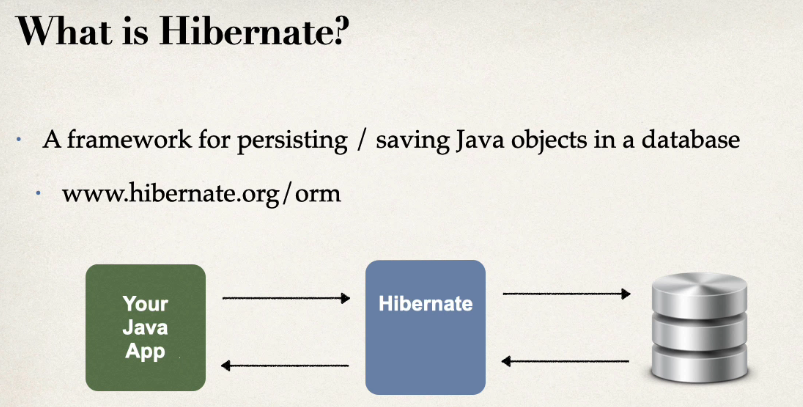 What is Hibernate?
• A framework for persisting / saving Java objects in a database
• www.hibernate.org/orm
Your
Java
App
Hibernate